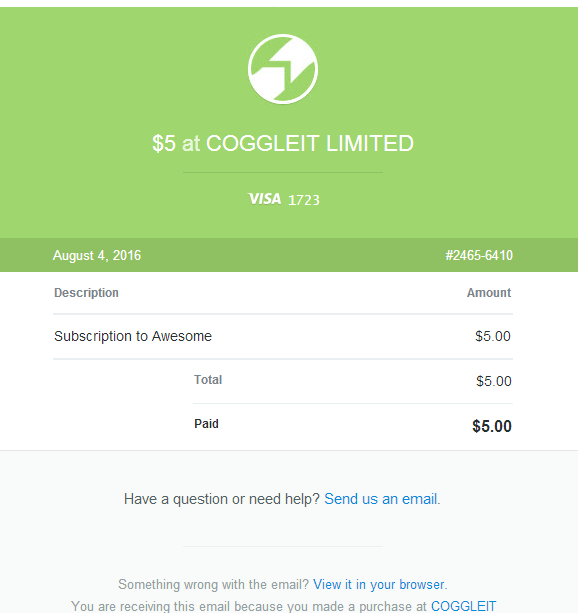 $5 at COGGLEIT LIMITED
VISA 1723
August 4, 2016 #2465-6410
Description Amount
Subscription to Awesome $5.00
Total $5.00
Paid $5.00
Have a question or need help? Send us an email.
Something wrong with the email? View it in your browser.
You are receiving this email because you made a purchase at COGGLEIT